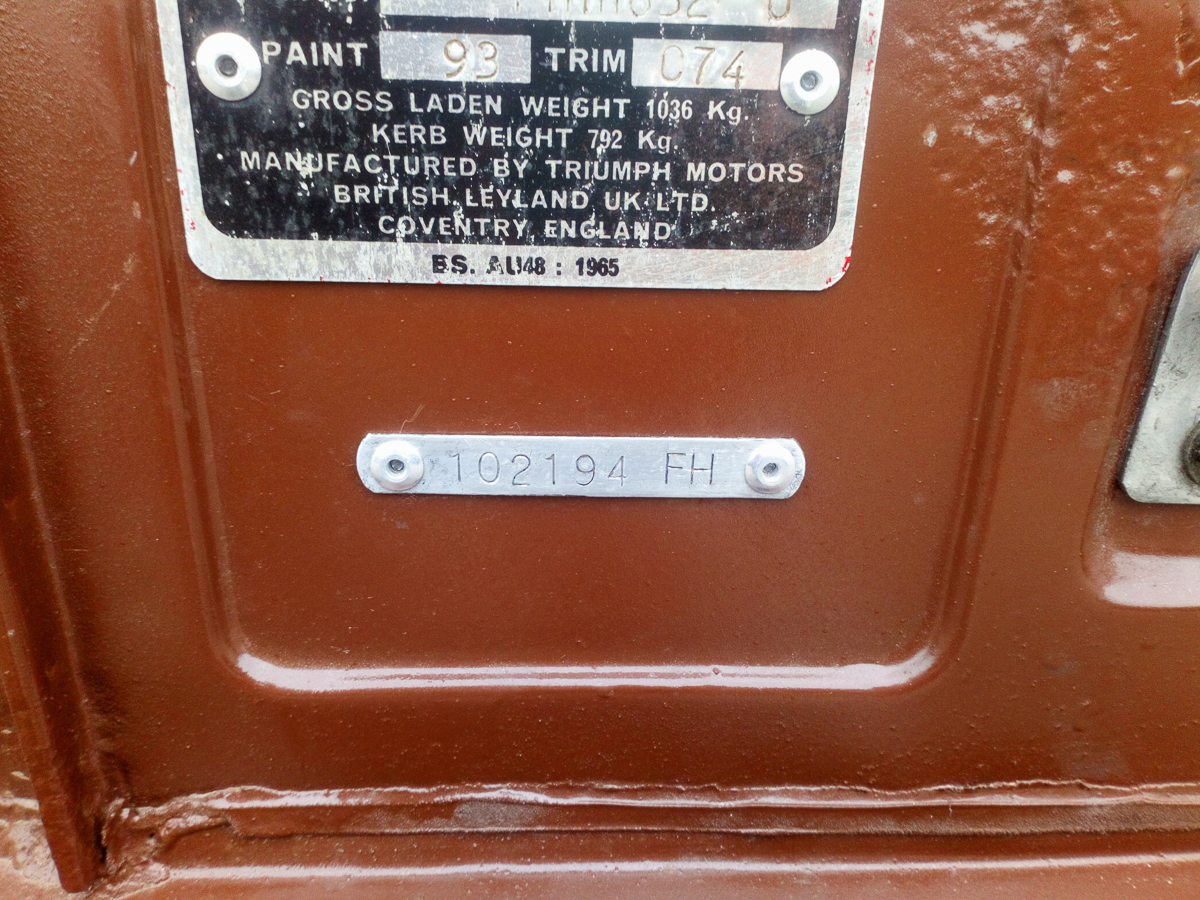 PAINT 93 TRIM C74
GROSS LADEN WEIGHT 1036 Kg.
KERB WEIGHT 792 Kg.
MANUFACTURED BY TRIUMPH MOTORS
BRITISH LEYLAND UK LTD.
COVENTRY ENGLAND
BS. AU48 : 1965
102194 FH